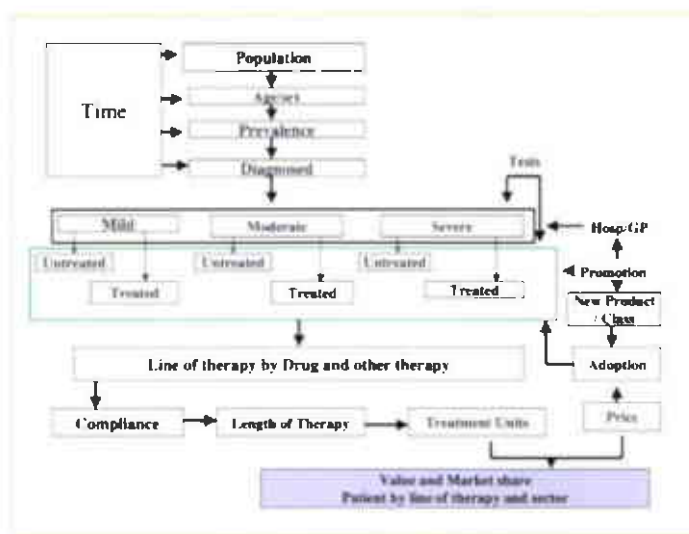 Population
Time
Age/sex
Prevalence
Diagnosed
Tests
Mild
Moderate
Severe
Hosp/GP
Untreated
Untreated
Untreated
Promotion
Treated
Treated
Treated
New Product
/ Class
Line of therapy by Drug and other therapy
Adoption
Compliance
Length of Therapy
Treatment Units
Price
Value and Market share
Patient by line of therapy and sector